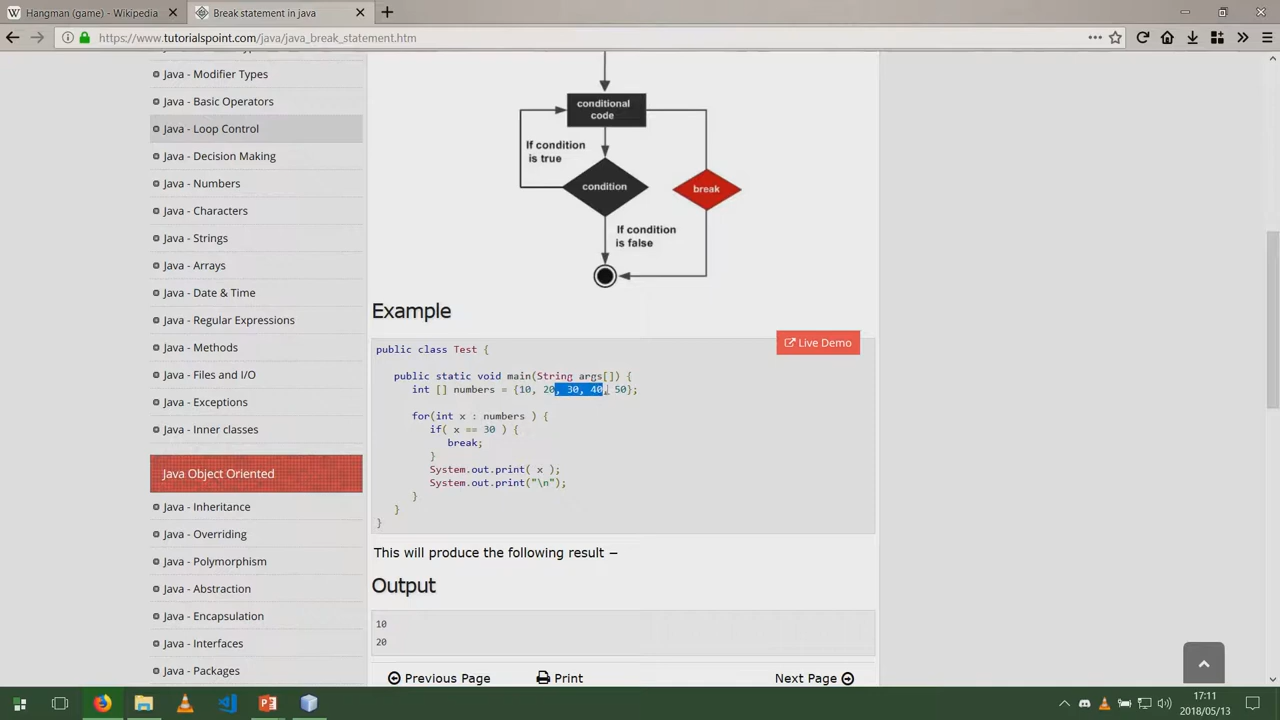 Hangman (game) - Wikipedia
Break statement in java
https://www.tutorialspoint.com/java/java_break_statement.htm
Java - Modifier Types
Java - Basic Operators
Java - Loop Control
Java - Decision Making
Java - Numbers
Java - Characters
Java - Strings
Java - Arrays
Java - Date & Time
Java - Regular Expressions
Java - Methods
Java - Files and I/O
Java - Exceptions
Java - Inner classes
Java Object Oriented
Java - Inheritance
Java - Overriding
Java - Polymorphism
Java - Abstraction
Java - Encapsulation
Java - Interfaces
Java - Packages
conditional
code
If condition
is true
condition
break
If condition
is false
Example
Live Demo
public class Test {
public static void main(String args[]) {
int [] numbers = {10, 20, 30, 40, 50};
for(int x : numbers ) {
if( x == 30 ) {
break;
}
System.out.print( x );
System.out.print("\n");
}
}
}
This will produce the following result −
Output
10
20
Previous Page
Print
Next Page
17:11
2018/05/13